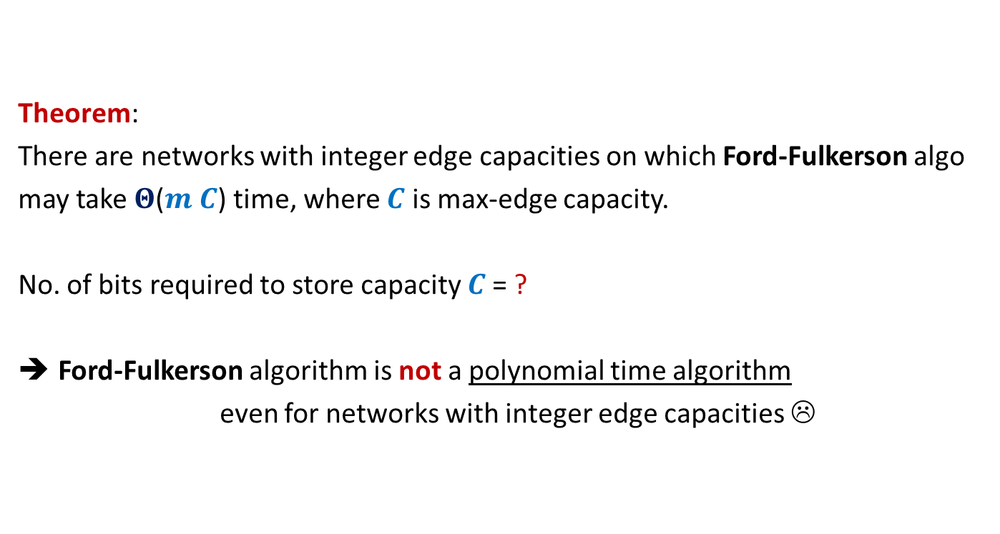 Theorem:
There are networks with integer edge capacities on which Ford-Fulkerson algo
may take Θ(m C) time, where C is max-edge capacity.
No. of bits required to store capacity C = ?
➔ Ford-Fulkerson algorithm is not a polynomial time algorithm
even for networks with integer edge capacities ☹